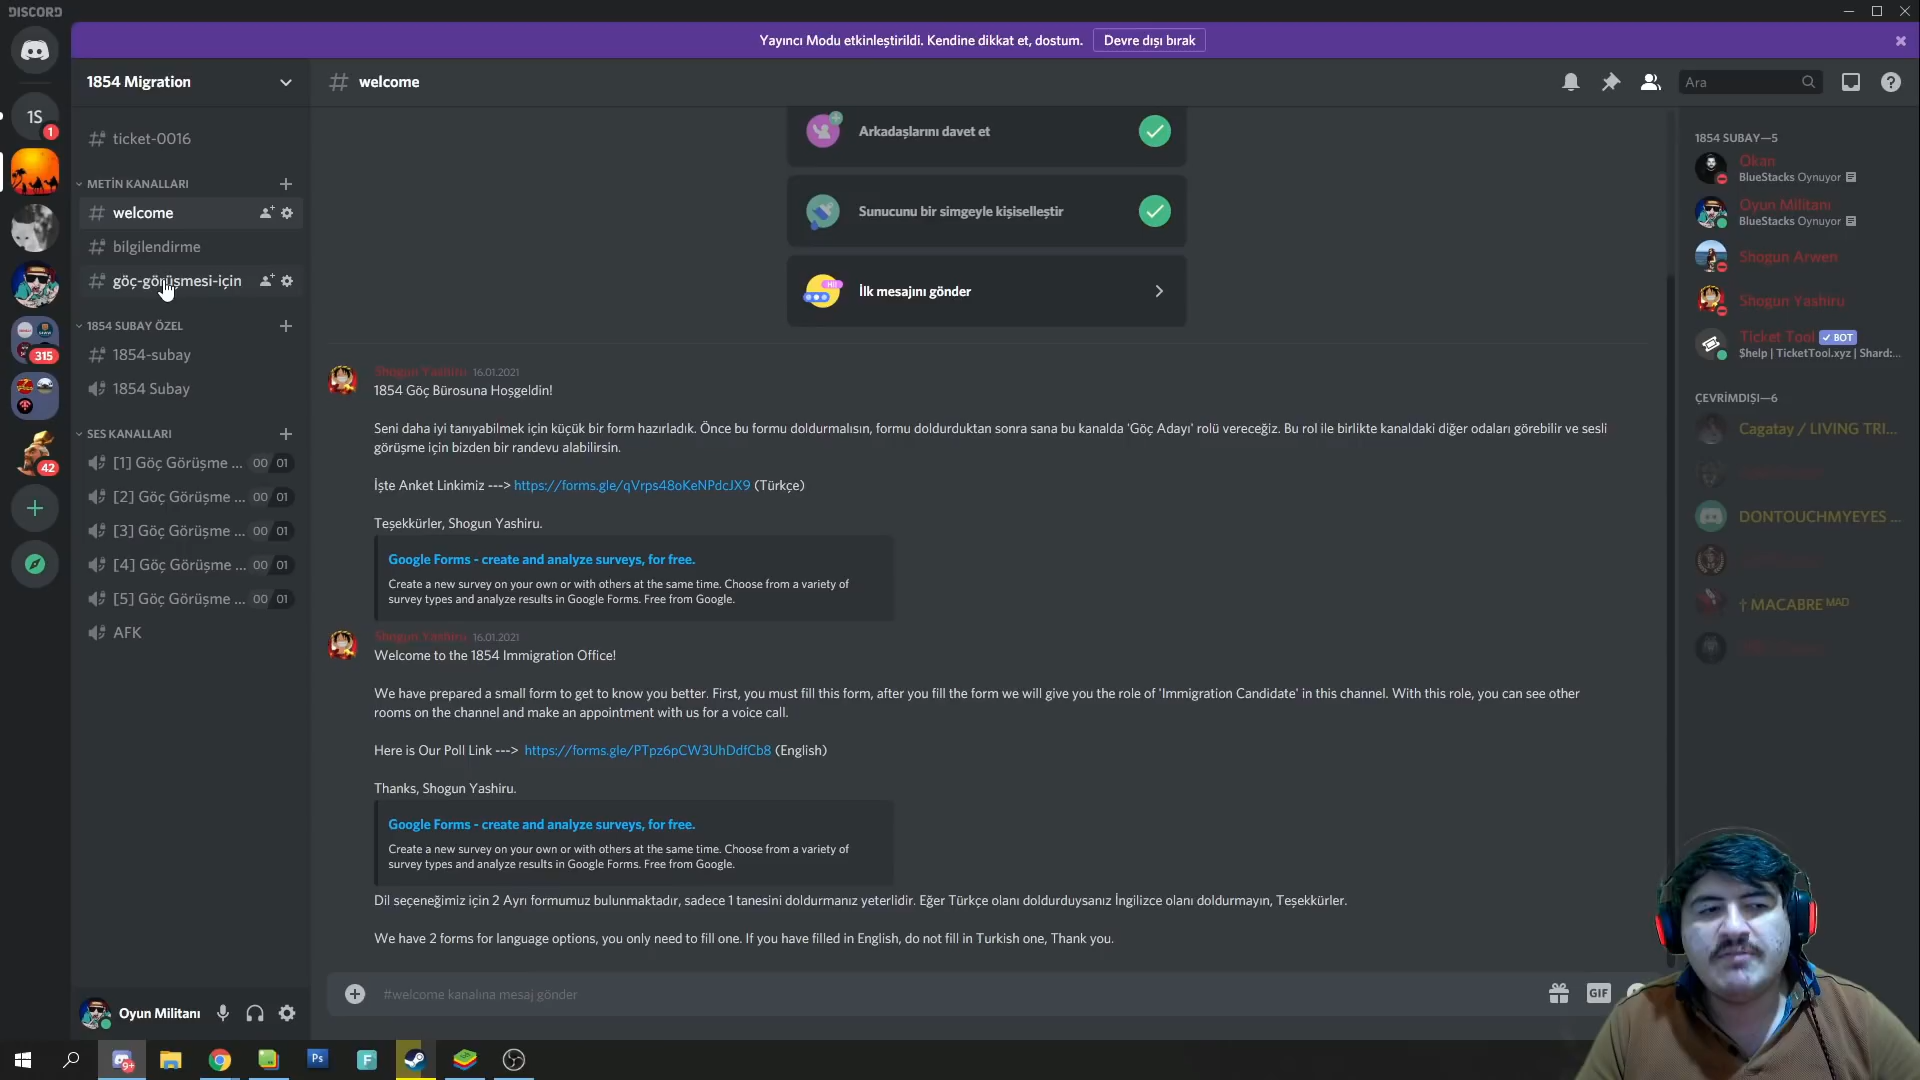 DISCORD
Yayıncı Modu etkinleştirildi. Kendine dikkat et, dostum.
Devre dışı bırak
1854 Migration
welcome
Ara
1S
1
315
42
ticket-0016
METİN KANALLARI
welcome
bilgilendirme
göç-görüşmesi-için
1854 SUBAY ÖZEL
1854-subay
1854 Subay
SES KANALLARI
[1] Göç Görüşme ... 00 01
[2] Göç Görüşme ... 00 01
[3] Göç Görüşme ... 00 01
[4] Göç Görüşme ... 00 01
[5] Göç Görüşme ... 00 01
AFK
Oyun Militanı
Arkadaşlarını davet et
Sunucunu bir simgeyle kişiselleştir
İlk mesajını gönder
Shogun Yashiru 16.01.2021
1854 Göç Bürosuna Hoşgeldin!
Seni daha iyi tanıyabilmek için küçük bir form hazırladık. Önce bu formu doldurmalısın, formu doldurduktan sonra sana bu kanalda 'Göç Adayı' rolü vereceğiz. Bu rol ile birlikte kanaldaki diğer odaları görebilir ve sesli
görüşme için bizden bir randevu alabilirsin.
İşte Anket Linkimiz ---> https://forms.gle/qVrps48oKeNPdcJX9 (Türkçe)
Teşekkürler, Shogun Yashiru.
Google Forms - create and analyze surveys, for free.
Create a new survey on your own or with others at the same time. Choose from a variety of
survey types and analyze results in Google Forms. Free from Google.
Shogun Yashiru 16.01.2021
Welcome to the 1854 Immigration Office!
We have prepared a small form to get to know you better. First, you must fill this form, after you fill the form we will give you the role of 'Immigration Candidate' in this channel. With this role, you can see other
rooms on the channel and make an appointment with us for a voice call.
Here is Our Poll Link ---> https://forms.gle/PTpz6pCW3UhDdfCb8 (English)
Thanks, Shogun Yashiru.
Google Forms - create and analyze surveys, for free.
Create a new survey on your own or with others at the same time. Choose from a variety of
survey types and analyze results in Google Forms. Free from Google.
Dil seçeneğimiz için 2 Ayrı formumuz bulunmaktadır, sadece 1 tanesini doldurmanız yeterlidir. Eğer Türkçe olanı doldurduysanız İngilizce olanı doldurmayın, Teşekkürler.
We have 2 forms for language options, you only need to fill one. If you have filled in English, do not fill in Turkish one, Thank you.
#welcome kanalına mesaj gönder
GIF
1854 SUBAY—5
Okan
BlueStacks Oynuyor
Oyun Militanı
BlueStacks Oynuyor
Shogun Arwen
Shogun Yashiru
Ticket Tool BOT
$help | TicketTool.xyz | Shard:...
ÇEVRİMDIŞI—6
Cagatay / LIVING TRI...
DONTOUCHMYEYES ...
† MACABRE ᴹᴬᴰ
9+
Ps
F